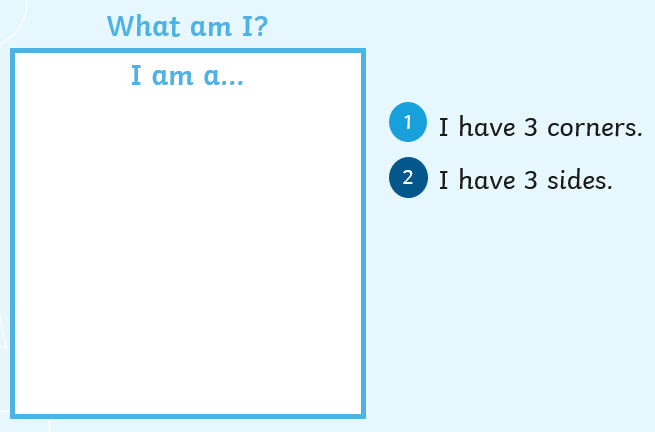 What am I?
I am a...
1 I have 3 corners.
2 I have 3 sides.